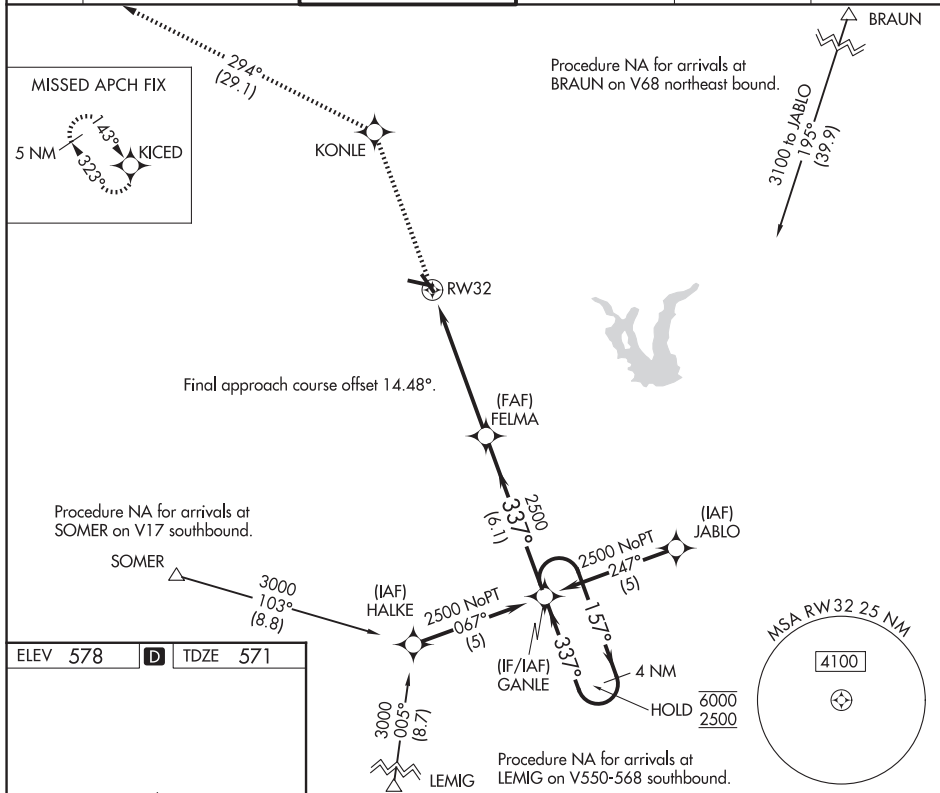 BRAUN
294°
(29.1)
Procedure NA for arrivals at
BRAUN on V68 northeast bound.
MISSED APCH FIX
143°
5 NM
KICED
323°
KONLE
3100 to JABLO
195°
(39.9)
RW32
Final approach course offset 14.48°.
(FAF)
FELMA
2500
337°
(6.1)
Procedure NA for arrivals at
SOMER on V17 southbound.
(IAF)
JABLO
SOMER
2500 NoPT
247°
(5)
3000
103°
(8.8)
(IAF)
HALKE
2500 NoPT
067°
(5)
157°
MSA RW32 25 NM
ELEV 578 D TDZE 571
(IF/IAF)
GANLE
337°
4 NM
4100
HOLD
6000
2500
3000
005°
(8.7)
Procedure NA for arrivals at
LEMIG on V550-568 southbound.
LEMIG